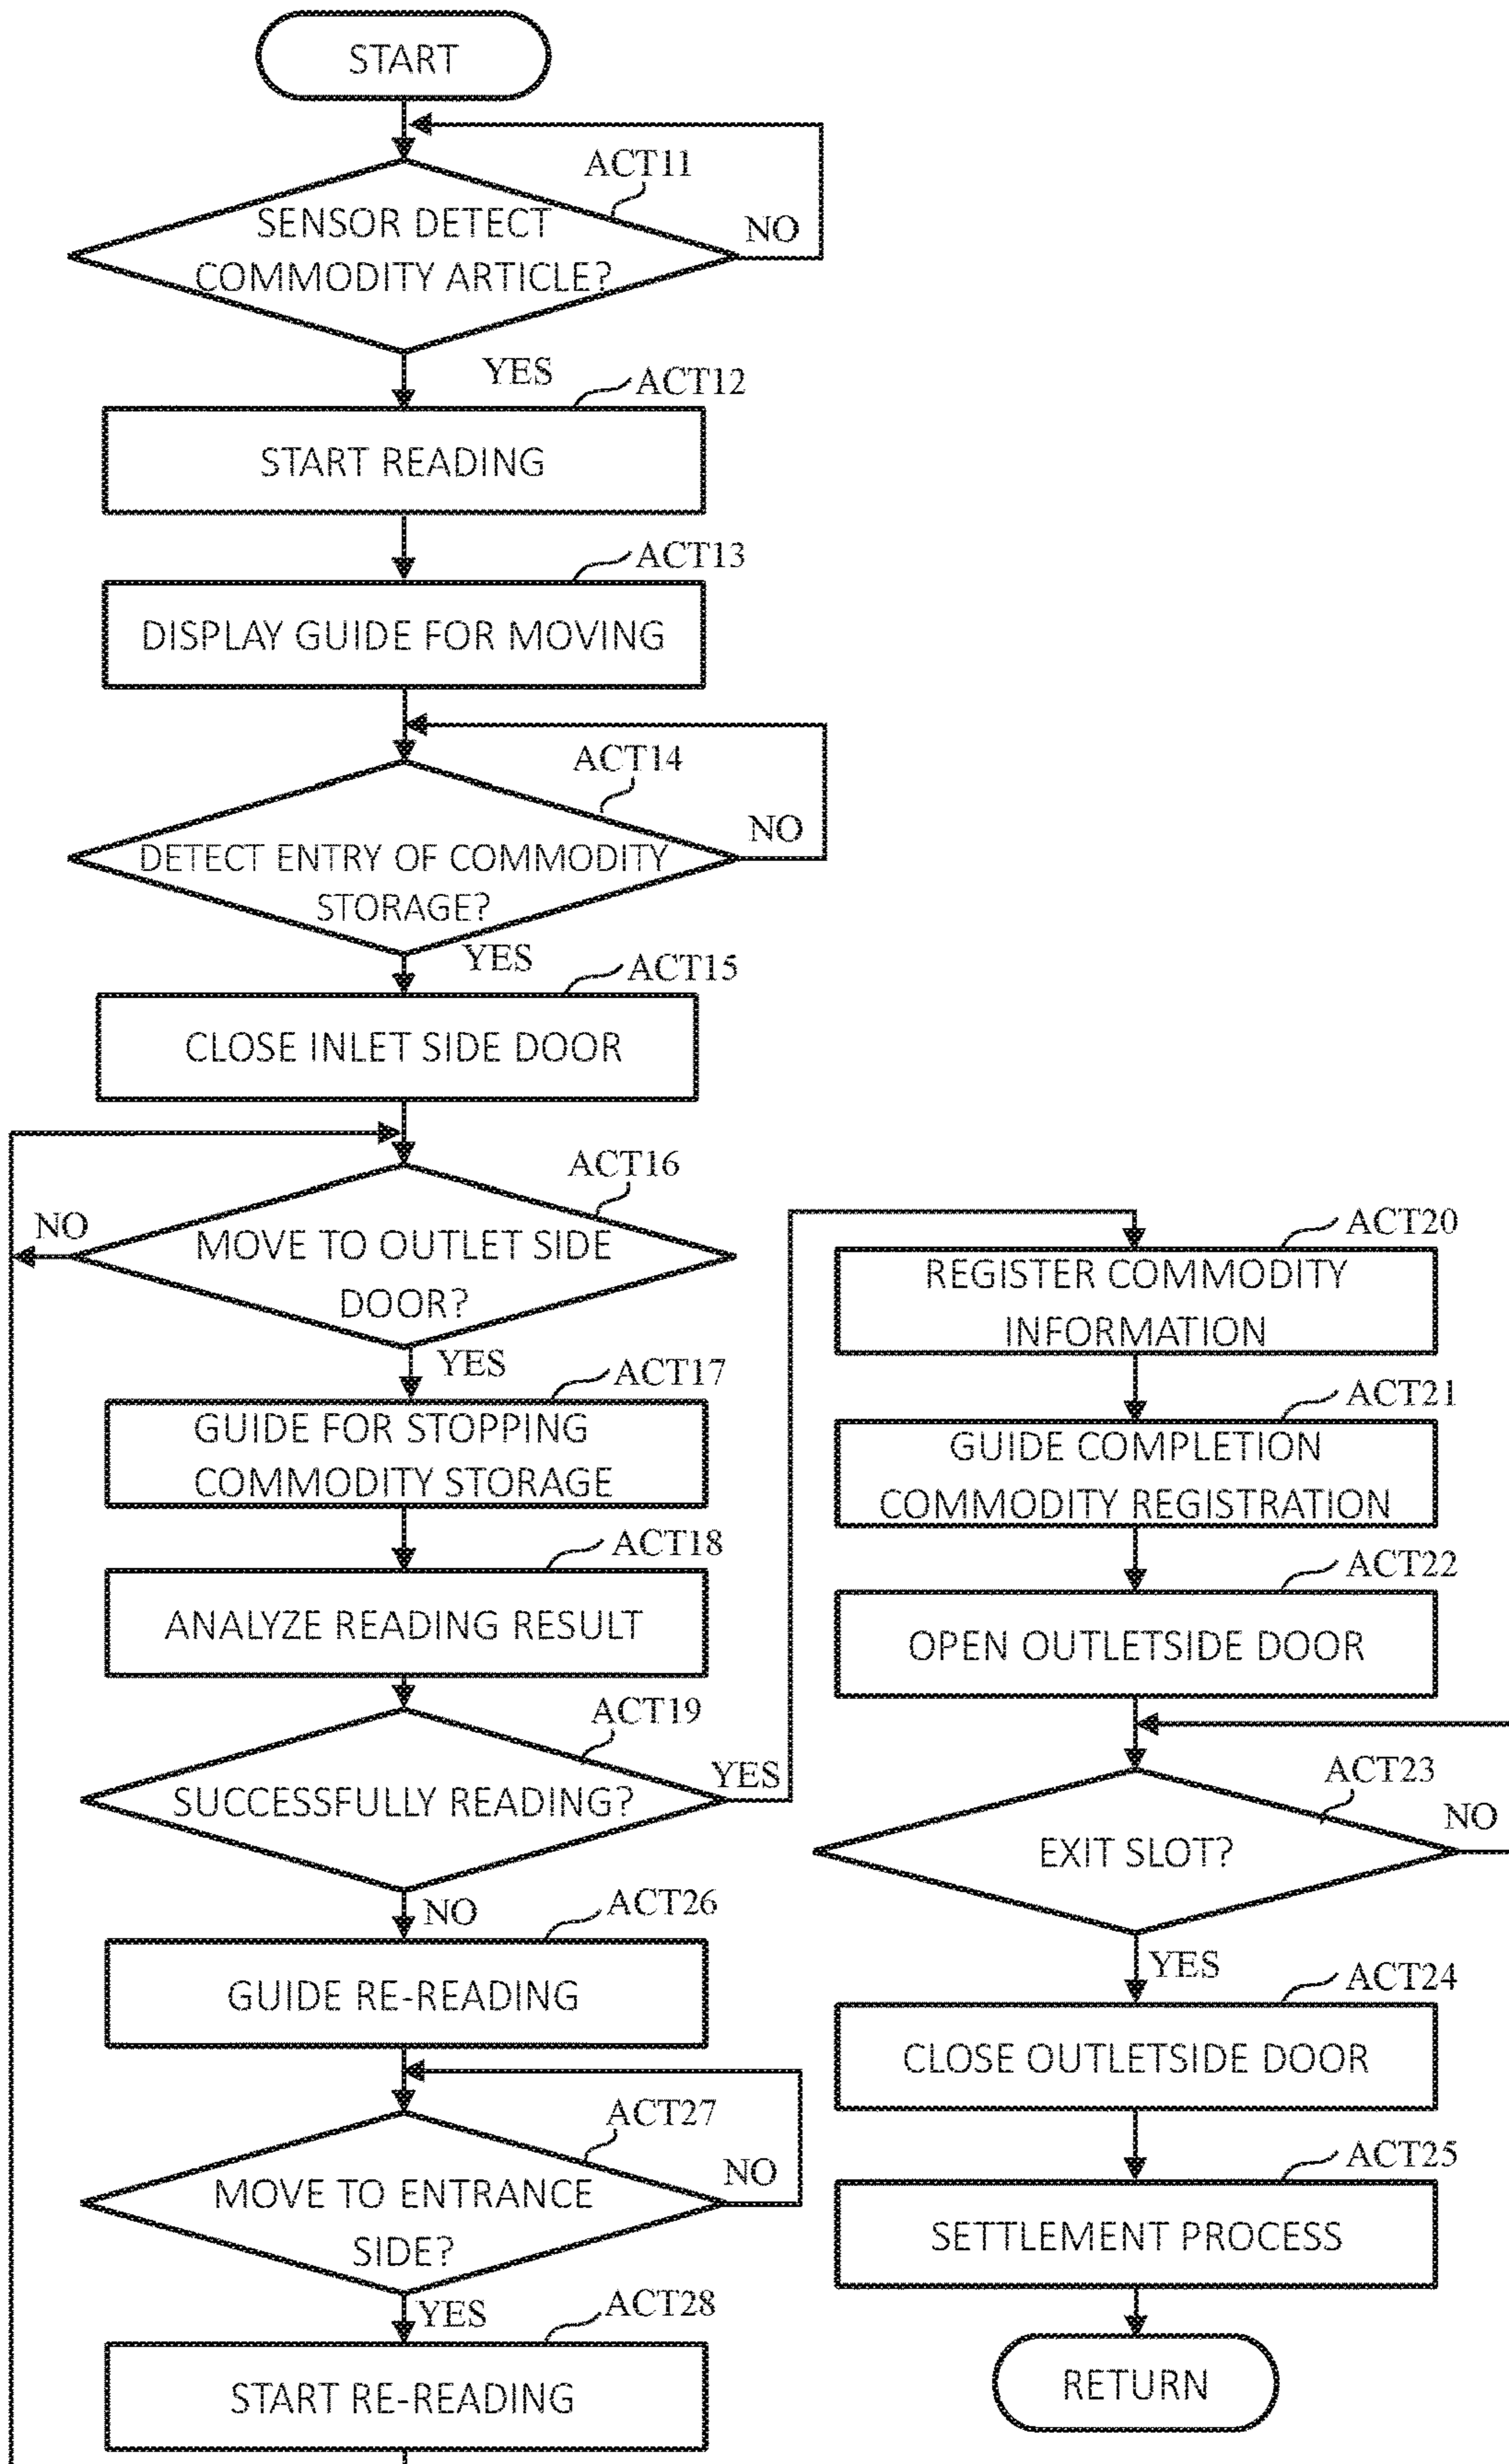 START
ACT11
SENSOR DETECT
COMMODITY ARTICLE?
NO
YES
ACT12
START READING
ACT13
DISPLAY GUIDE FOR MOVING
ACT14
DETECT ENTRY OF COMMODITY
STORAGE?
NO
YES
ACT15
CLOSE INLET SIDE DOOR
ACT16
NO
MOVE TO OUTLET SIDE
DOOR?
YES
ACT17
GUIDE FOR STOPPING
COMMODITY STORAGE
ACT18
ANALYZE READING RESULT
ACT19
SUCCESSFULLY READING?
YES
NO
ACT26
GUIDE RE-READING
ACT27
MOVE TO ENTRANCE
SIDE?
NO
YES
ACT28
START RE-READING
ACT20
REGISTER COMMODITY
INFORMATION
ACT21
GUIDE COMPLETION
COMMODITY REGISTRATION
ACT22
OPEN OUTLETSIDE DOOR
ACT23
EXIT SLOT?
NO
YES
ACT24
CLOSE OUTLETSIDE DOOR
ACT25
SETTLEMENT PROCESS
RETURN